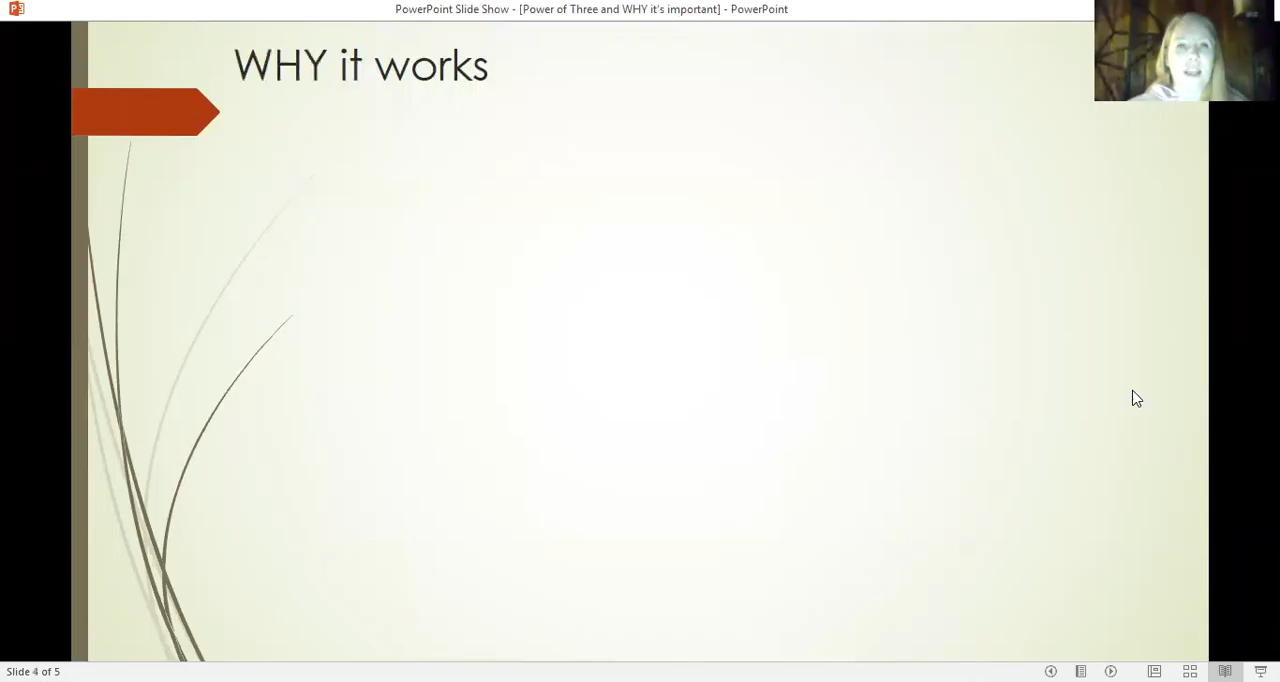 PowerPoint Slide Show - [Power of Three and WHY it's important] - PowerPoint
WHY it works
Slide 4 of 5